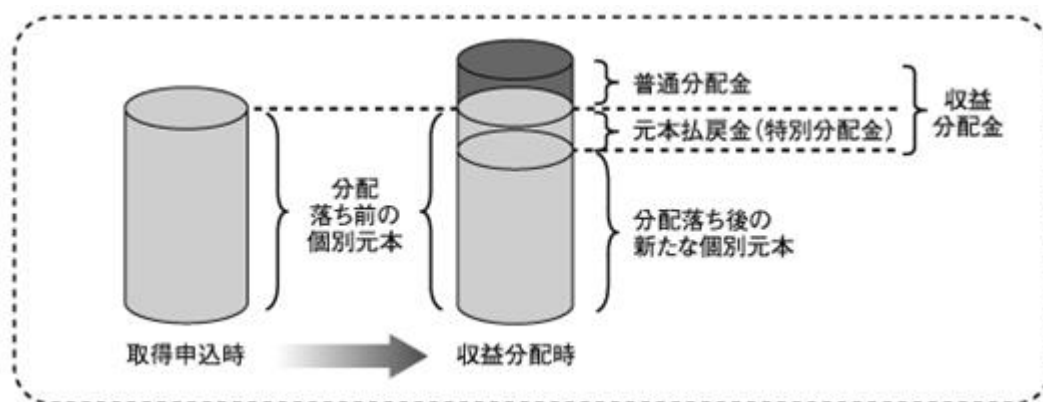 普通分配金
収益
分配金
元本払戻金(特別分配金)
分配
落ち前の
個別元本
分配落ち後の
新たな個別元本
取得申込時
収益分配時